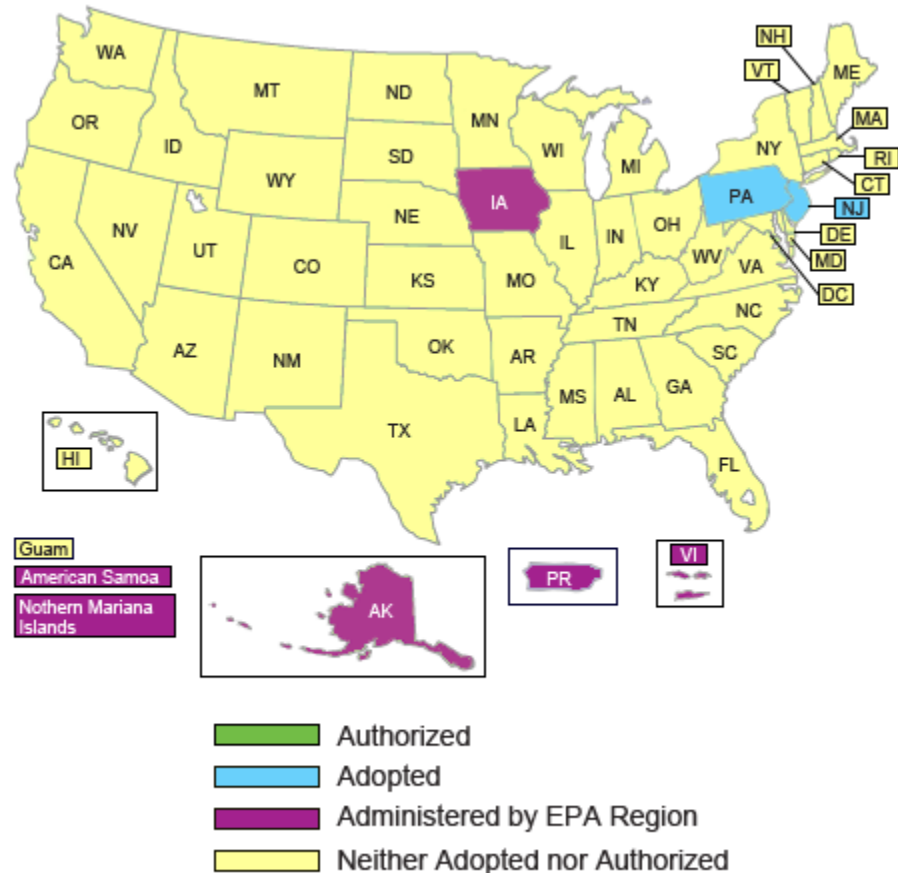 NH
WA
VT
ME
MT
ND
MN
OR
MA
ID
SD
WI
NY
RI
MI
WY
CT
IA
PA
NJ
NE
NV
OH
DE
IL
IN
UT
CA
CO
WV
MD
VA
KS
MO
KY
DC
NC
TN
OK
AZ
AR
NM
SC
MS
AL
GA
LA
TX
HI
FL
Guam
American Samoa
Nothern Mariana
Islands
AK
PR
VI
Authorized
Adopted
Administered by EPA Region
Neither Adopted nor Authorized